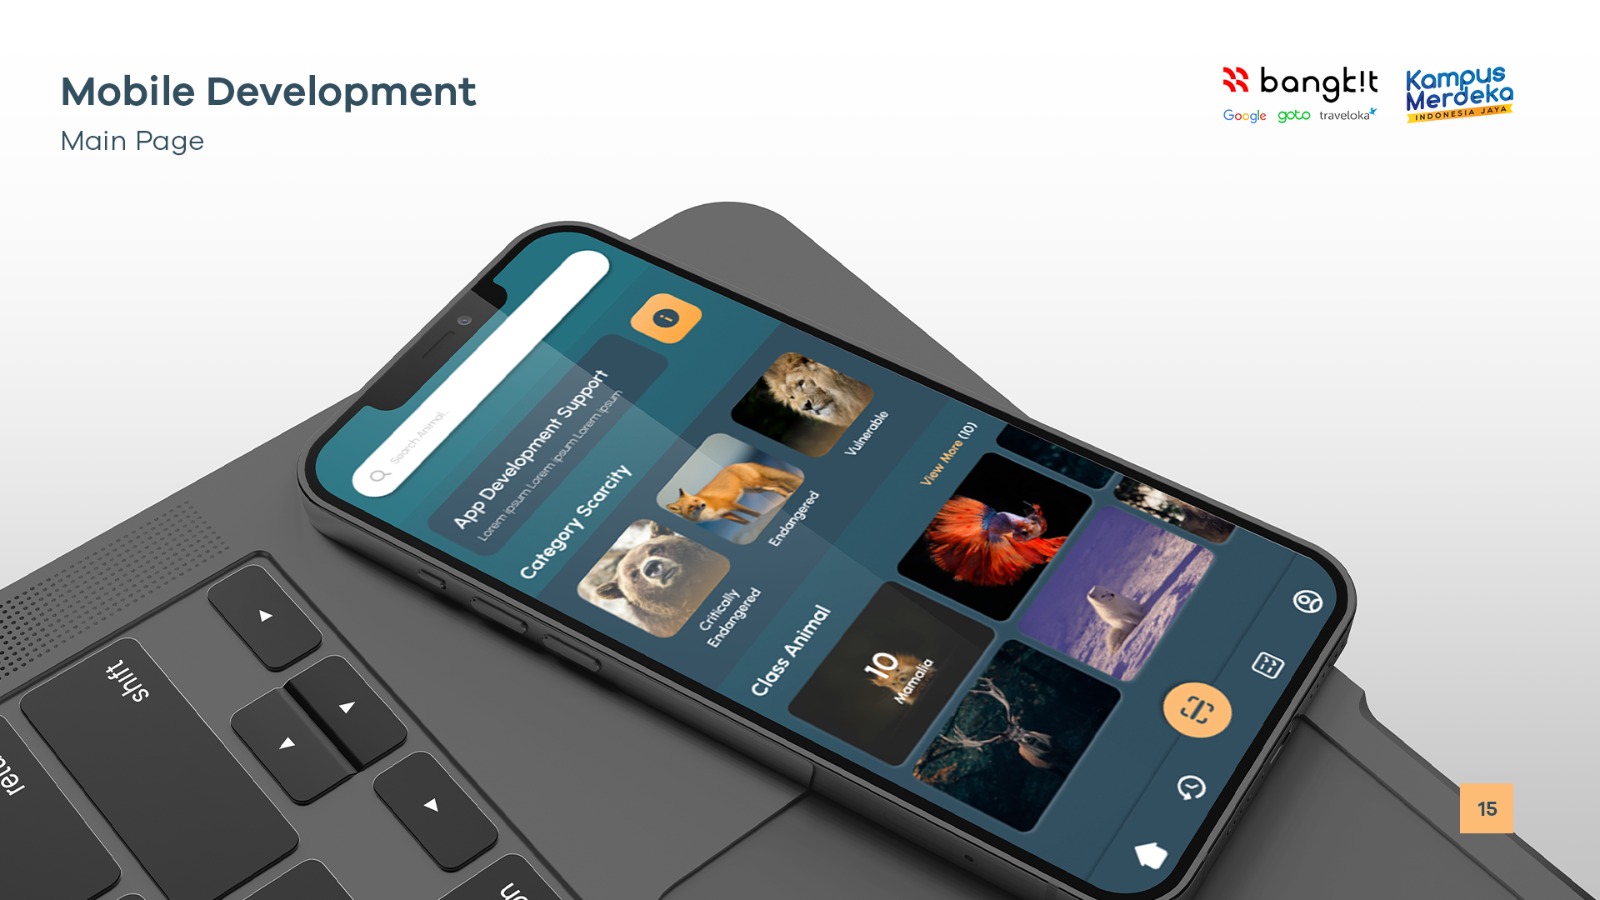 Mobile Development
Main Page
bangk!t
Google goto traveloka
Kampus
Merdeka
INDONESIA JAYA
Search Animal...
App Development Support
Lorem ipsum Lorem ipsum Lorem ipsum
Category Scarcity
Critically
Endangered
Endangered
Vulnerable
Class Animal
View More (10)
10
Mamalia
shift
15